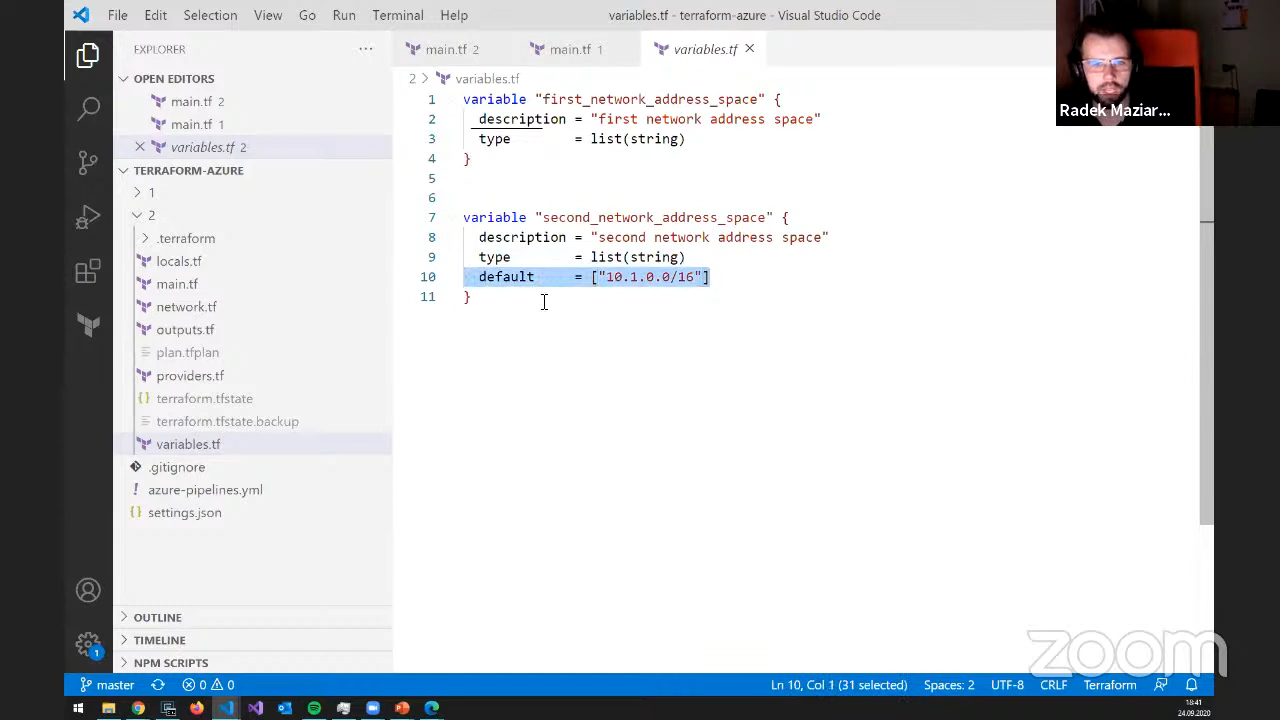 File Edit Selection View Go Run Terminal Help
variables.tf - terraform-azure - Visual Studio Code
EXPLORER
main.tf 2
main.tf 1
variables.tf
OPEN EDITORS
main.tf 2
main.tf 1
variables.tf 2
TERRAFORM-AZURE
1
2
.terraform
locals.tf
main.tf
network.tf
outputs.tf
plan.tfplan
providers.tf
terraform.tfstate
terraform.tfstate.backup
variables.tf
.gitignore
azure-pipelines.yml
settings.json
OUTLINE
TIMELINE
NPM SCRIPTS
2 > variables.tf
1 variable "first_network_address_space" {
2 description = "first network address space"
3 type = list(string)
4 }
5
6
7 variable "second_network_address_space" {
8 description = "second network address space"
9 type = list(string)
10 default = ["10.1.0.0/16"]
11 }
Radek Maziar...
zoom
1
master
0 0
Ln 10, Col 1 (31 selected)
Spaces: 2
UTF-8
CRLF
Terraform
18:41
24.09.2020